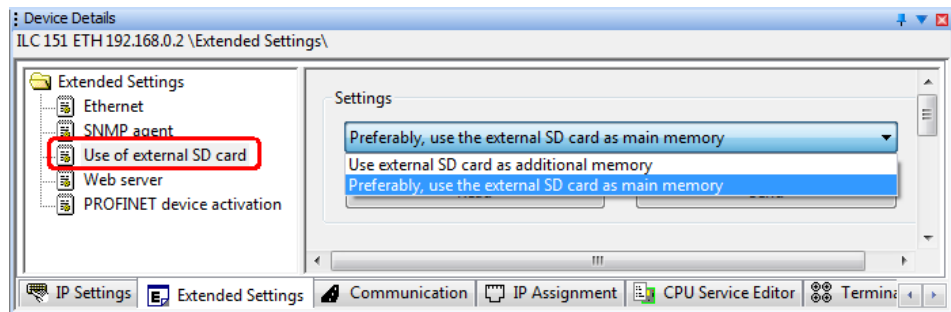 Device Details
ILC 151 ETH 192.168.0.2 \Extended Settings\
Extended Settings
Ethernet
SNMP agent
Use of external SD card
Web server
PROFINET device activation
Settings
Preferably, use the external SD card as main memory
Use external SD card as additional memory
Preferably, use the external SD card as main memory
IP Settings
Extended Settings
Communication
IP Assignment
CPU Service Editor